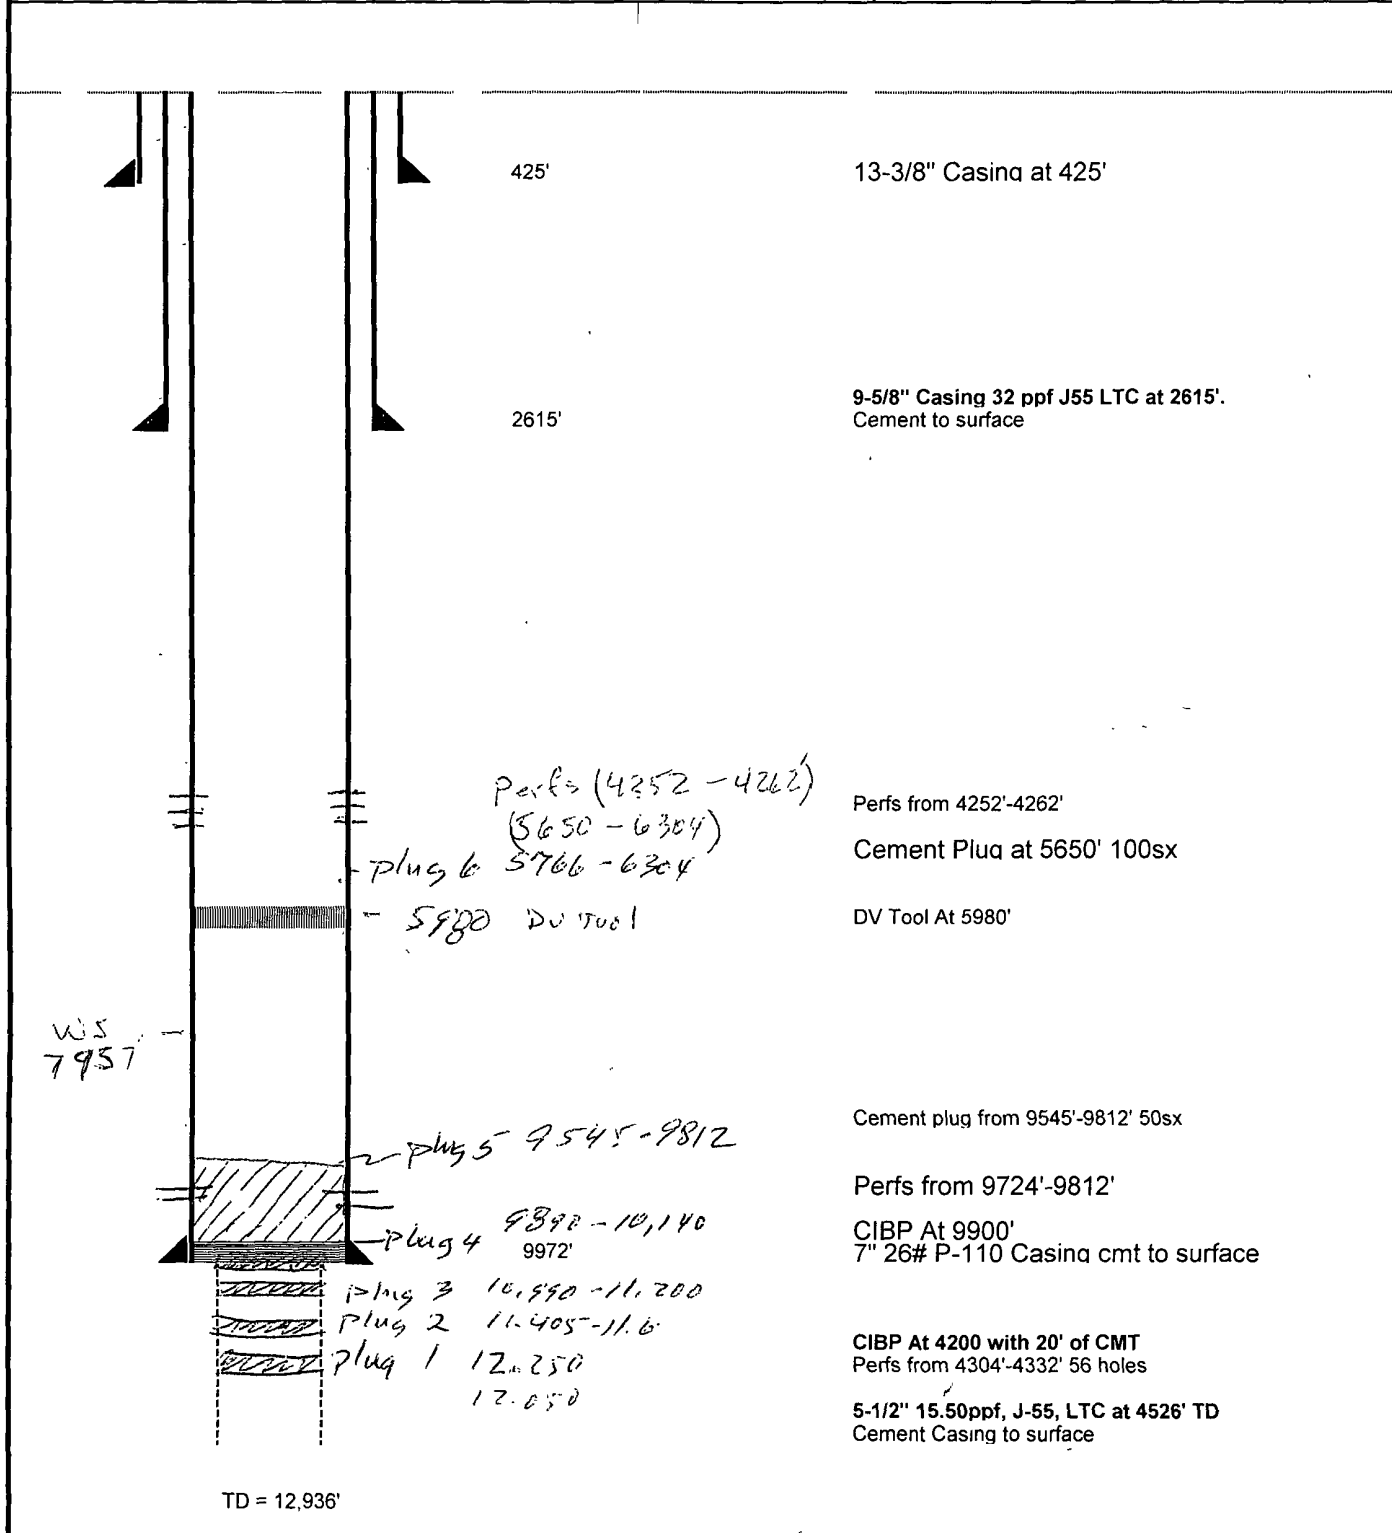 425' 13-3/8" Casing at 425'
9-5/8" Casing 32 ppf J55 LTC at 2615'.
2615' Cement to surface
Perfs (4252 - 4262')
Perfs from 4252'-4262'
(5650 - 6304)
Cement Plug at 5650' 100sx
plug 6 5766 - 6304
5980 DV Tool DV Tool At 5980'
WS
7957
Cement plug from 9545'-9812' 50sx
plug 5 9545-9812
Perfs from 9724'-9812'
plug 4 - 10,140
CIBP At 9900'
9972' 7" 26# P-110 Casing cmt to surface
plug 3 10,990 - 11,200
plug 2 11.405-11.6
CIBP At 4200 with 20' of CMT
plug 1 12.250 Perfs from 4304'-4332' 56 holes
12.050
5-1/2" 15.50ppf, J-55, LTC at 4526' TD
Cement Casing to surface
TD = 12,936'